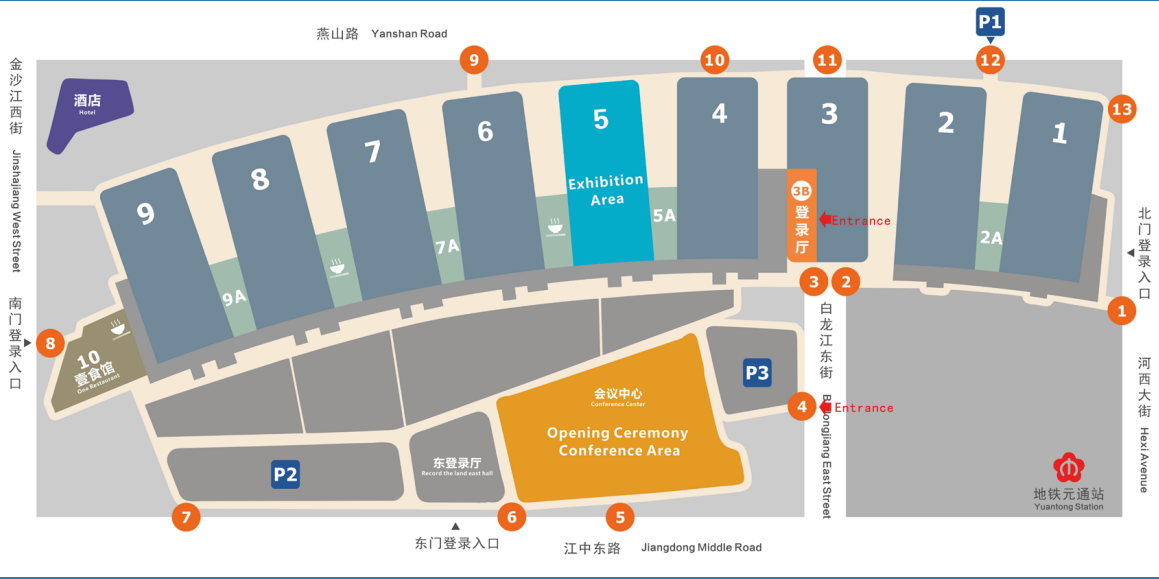 燕山路 Yanshan Road
P1
9
10
11
12
13
金沙江西街 Jinshajiang West Street
酒店
Hotel
9
8
7
6
5
Exhibition
Area
4
3
2
1
3B
登录厅
Entrance
9A
7A
5A
2A
北门登录入口
南门登录入口
8
10
壹食馆
One Restaurant
3
2
1
白龙江东街 Bailongjiang East Street
河西大街 Hexi Avenue
P3
4
Entrance
会议中心
Conference Center
Opening Ceremony
Conference Area
P2
东登录厅
Record the land east hall
地铁元通站
Yuantong Station
7
6
5
东门登录入口
江中东路 Jiangdong Middle Road